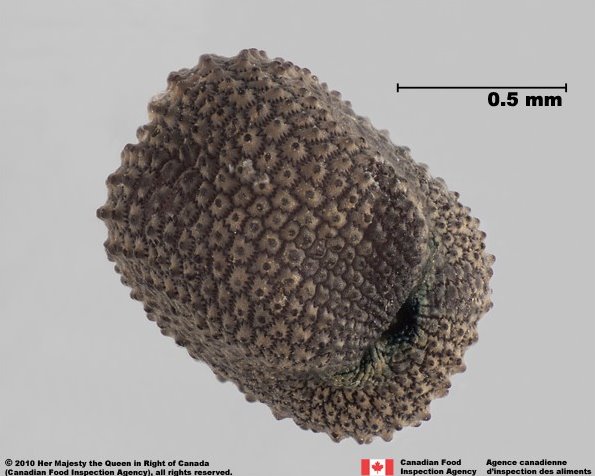 0.5 mm
© 2010 Her Majesty the Queen in Right of Canada
(Canadian Food Inspection Agency), all rights reserved.
Canadian Food
Inspection Agency
Agence canadienne
d'inspection des aliments